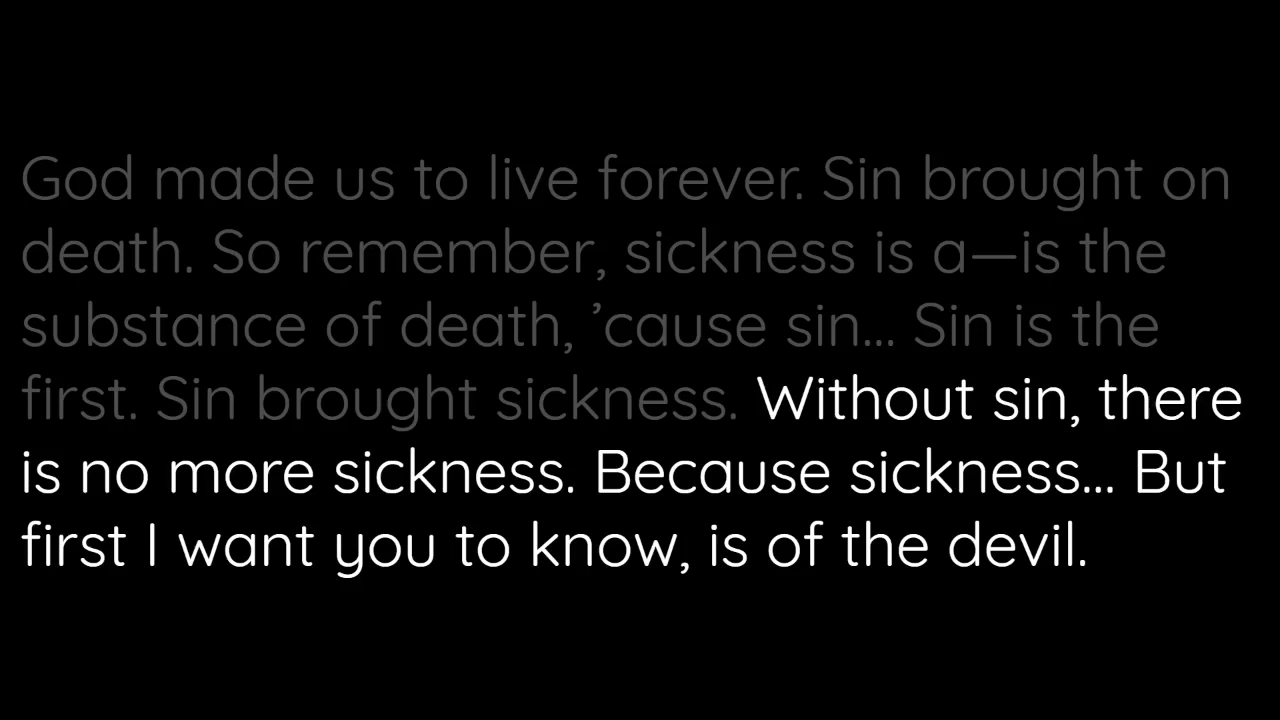 God made us to live forever. Sin brought on
death. So remember, sickness is a—is the
substance of death, ’cause sin... Sin is the
first. Sin brought sickness. Without sin, there
is no more sickness. Because sickness... But
first I want you to know, is of the devil.